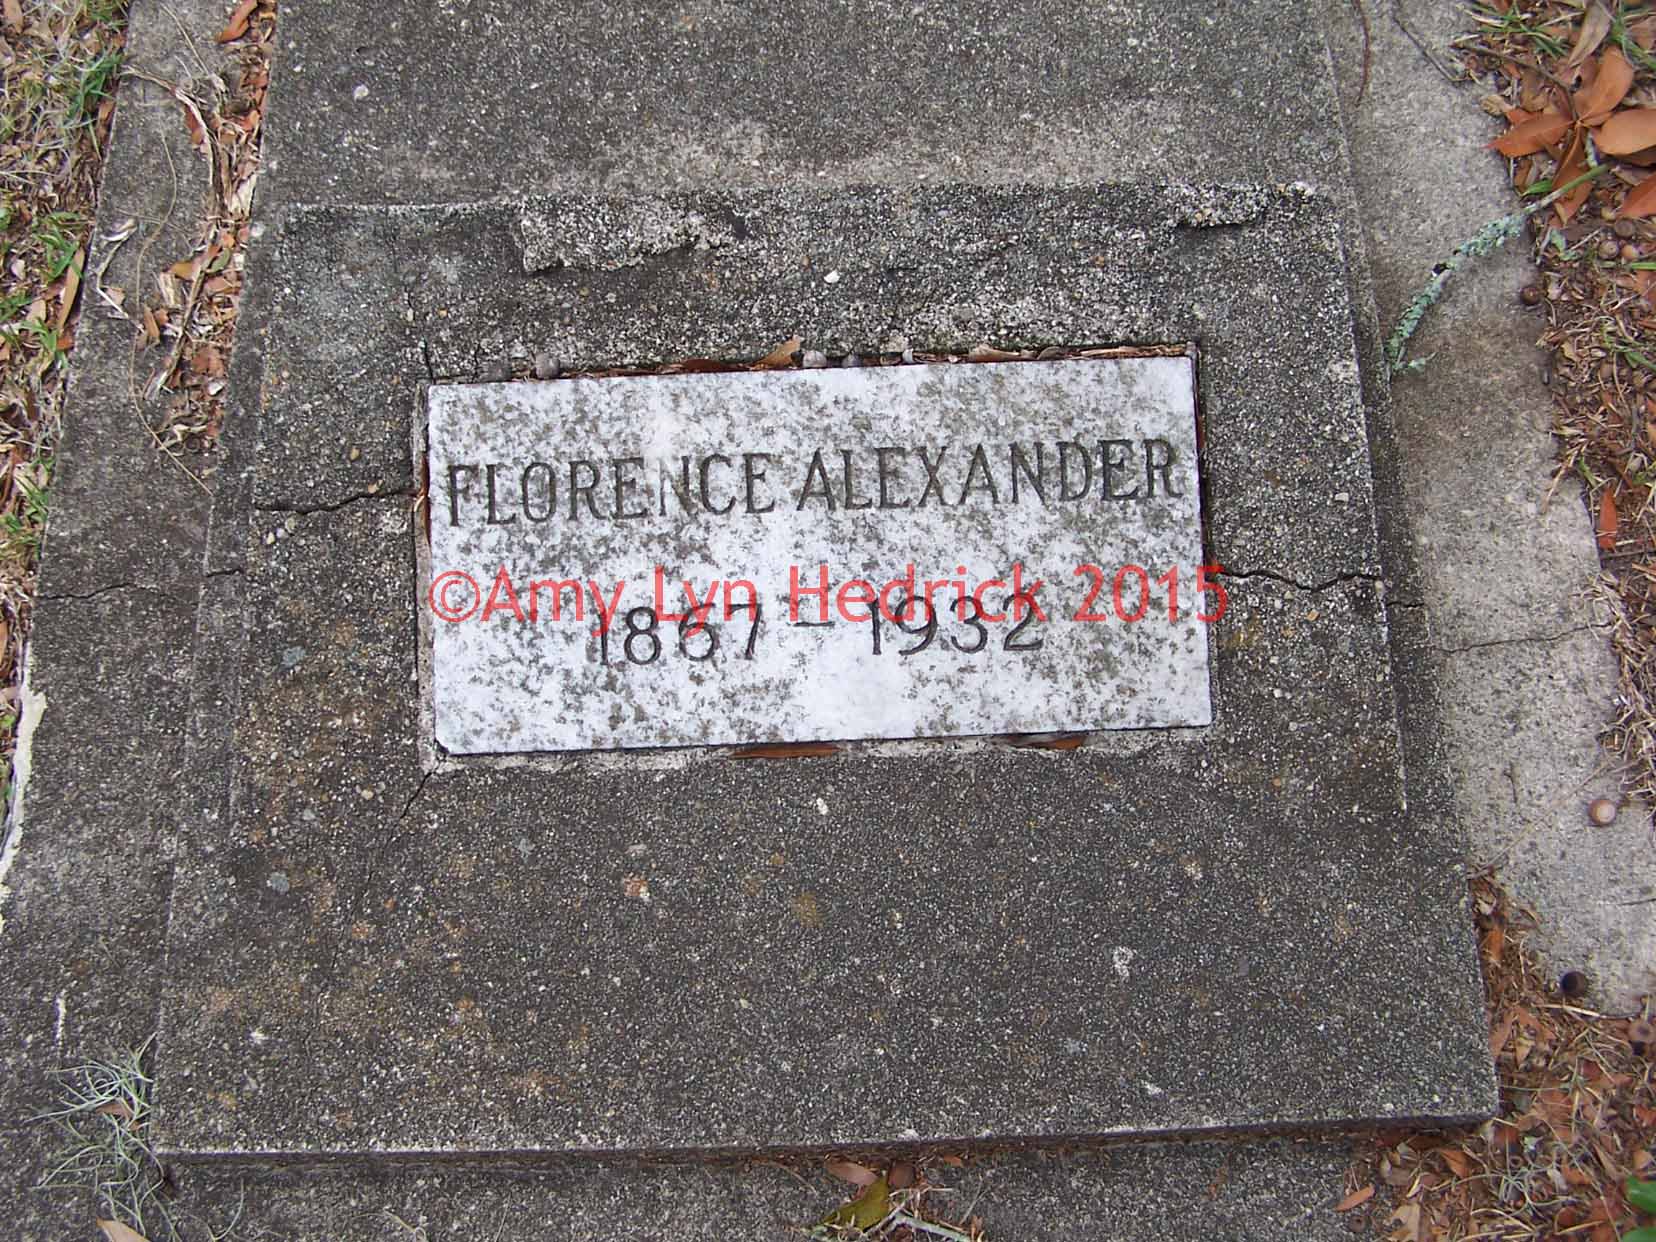 FLORENCE ALEXANDER
©Amy Lyn Hedrick 2015
1867 - 1932